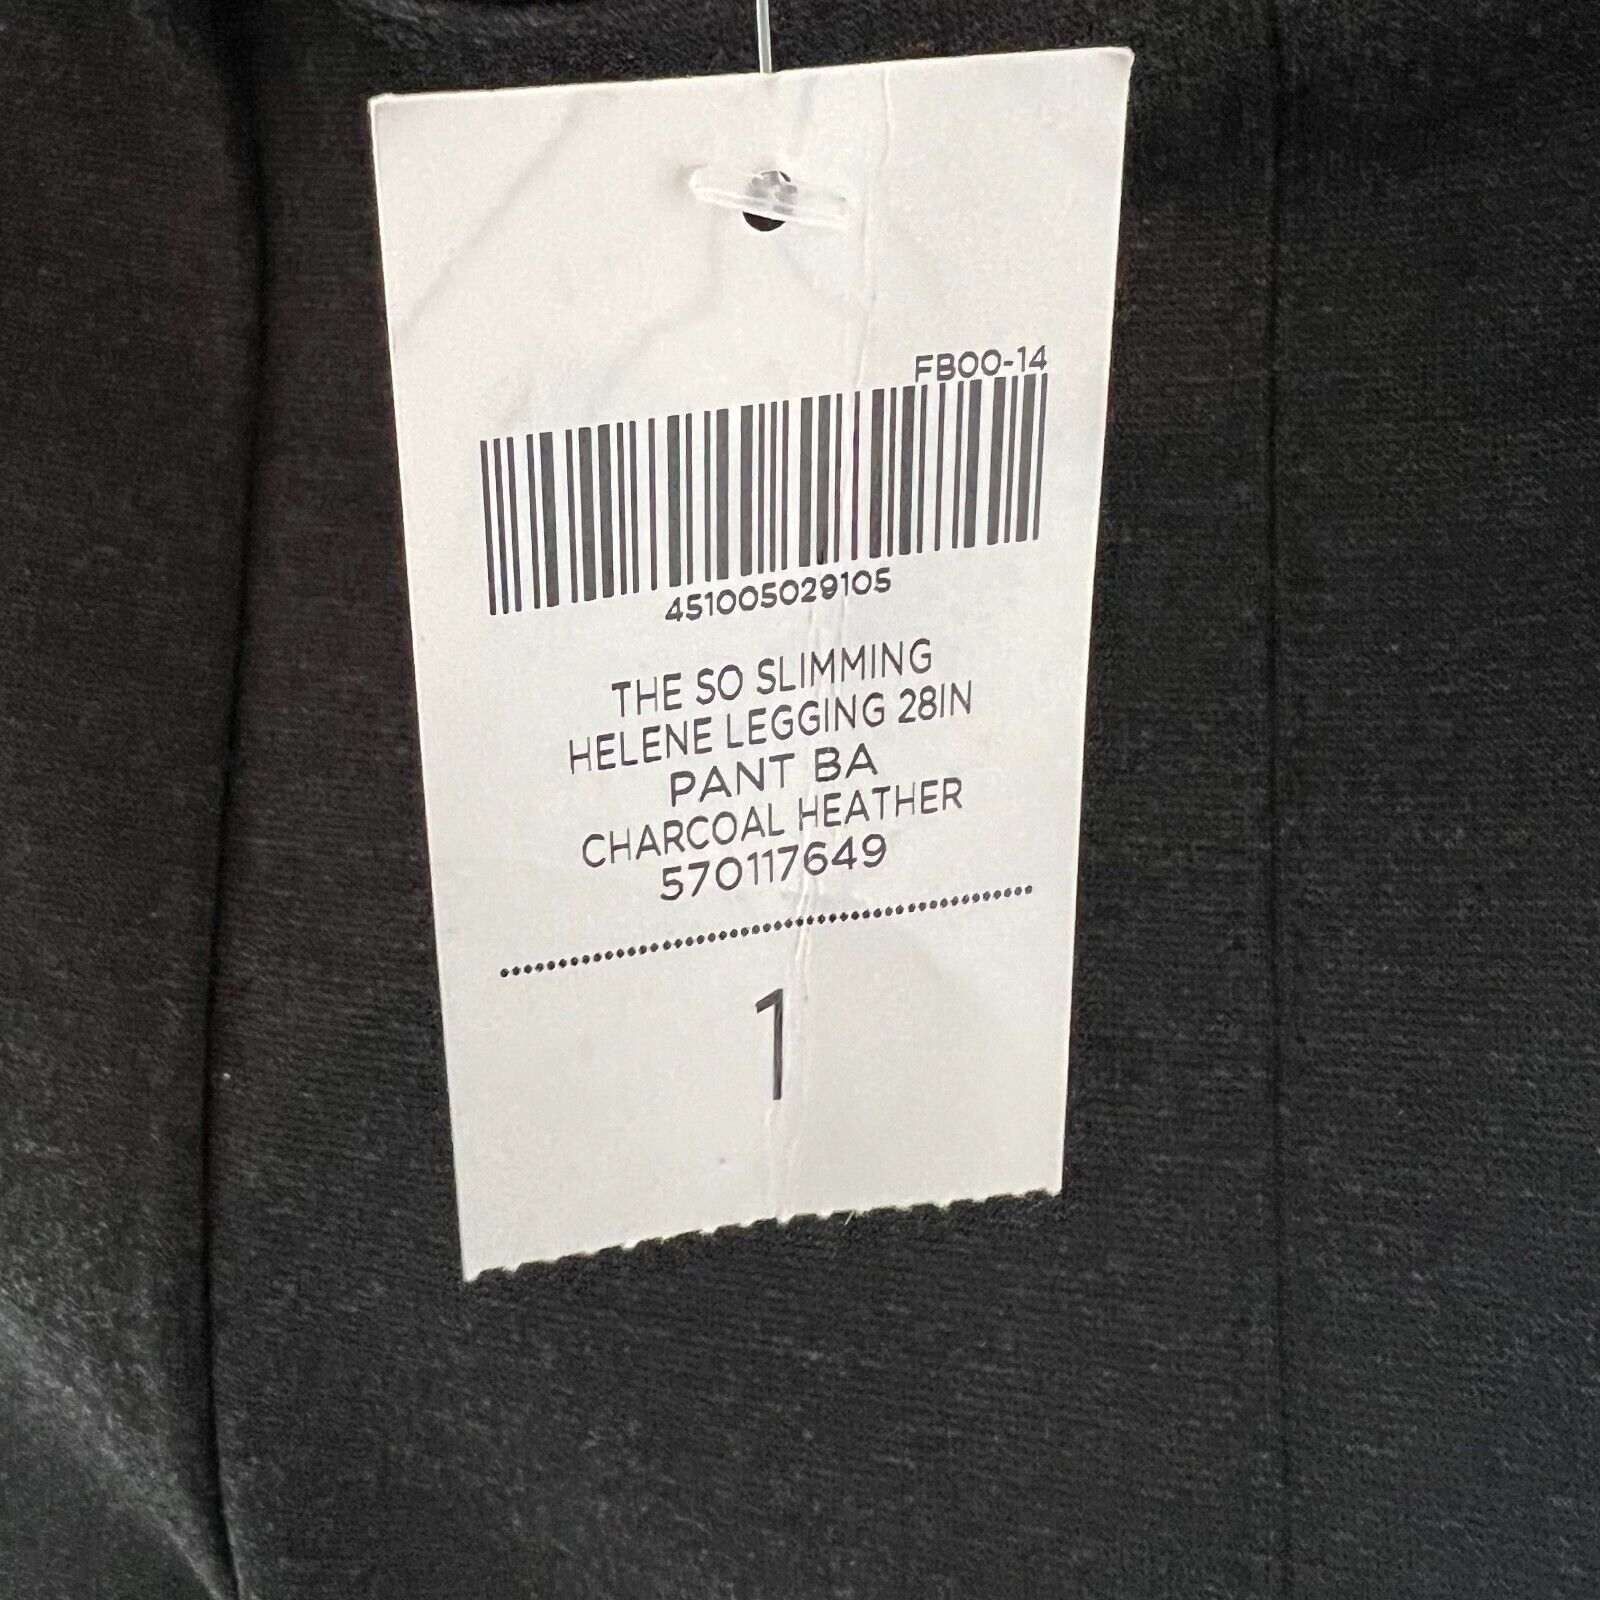 FB00-14
451005029105
THE SO SLIMMING
HELENE LEGGING 28IN
PANT BA
CHARCOAL HEATHER
570117649
1